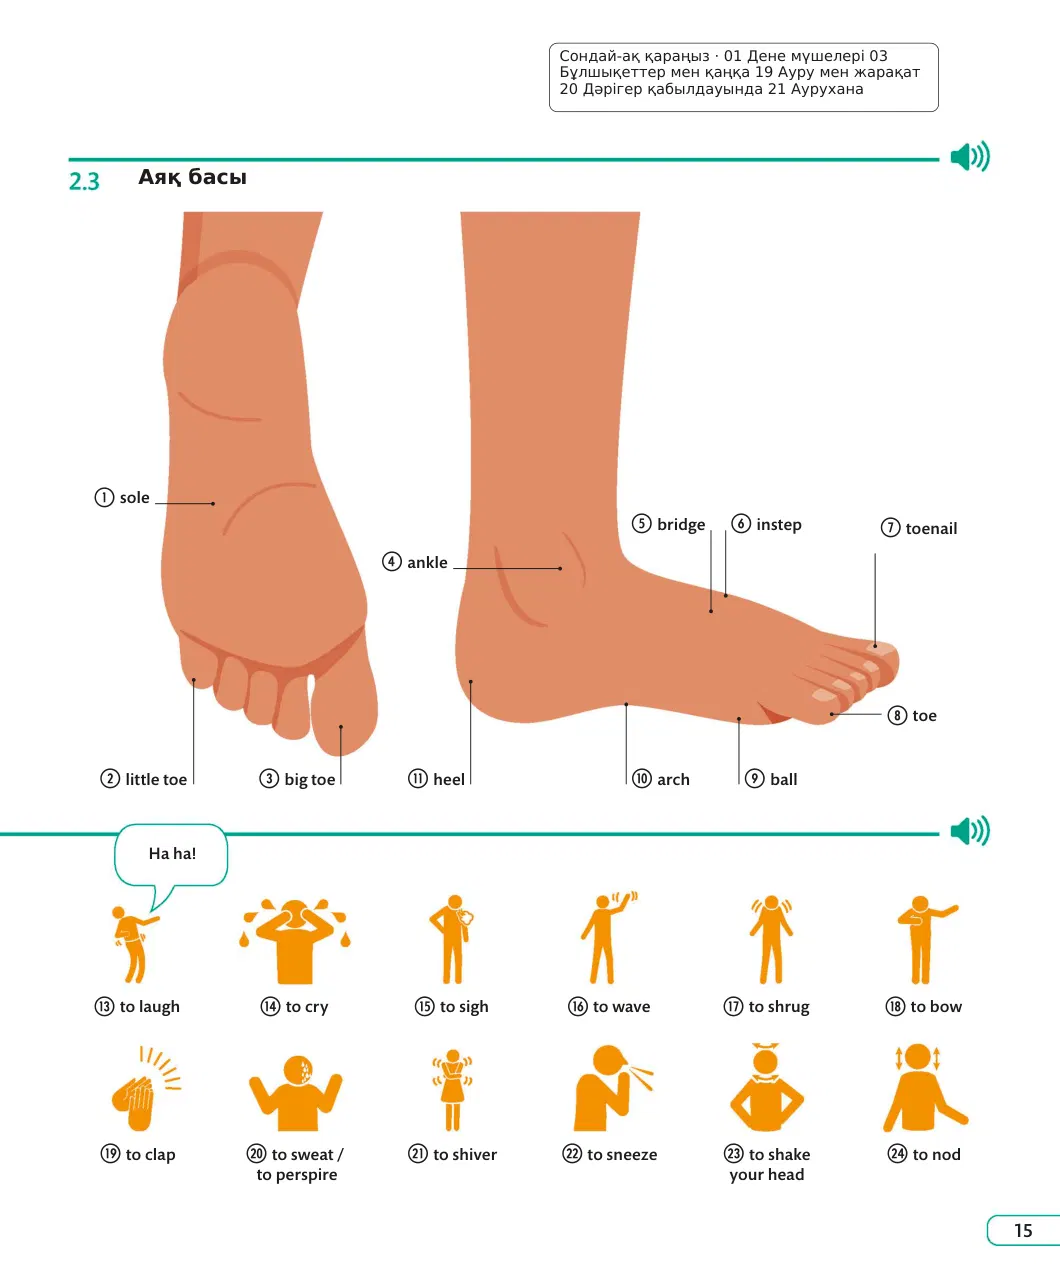 Сондай-ақ қараңыз · 01 Дене мүшелері 03
Бұлшықеттер мен қаңқа 19 Ауру мен жарақат
20 Дәрігер қабылдауында 21 Аурухана
2.3 Аяқ басы
① sole
⑤ bridge ⑥ instep ⑦ toenail
④ ankle
⑧ toe
② little toe ③ big toe ⑪ heel ⑩ arch ⑨ ball
Ha ha!
⑬ to laugh ⑭ to cry ⑮ to sigh ⑯ to wave ⑰ to shrug ⑱ to bow
⑲ to clap ⑳ to sweat / ㉑ to shiver ㉒ to sneeze ㉓ to shake ㉔ to nod
to perspire your head
15